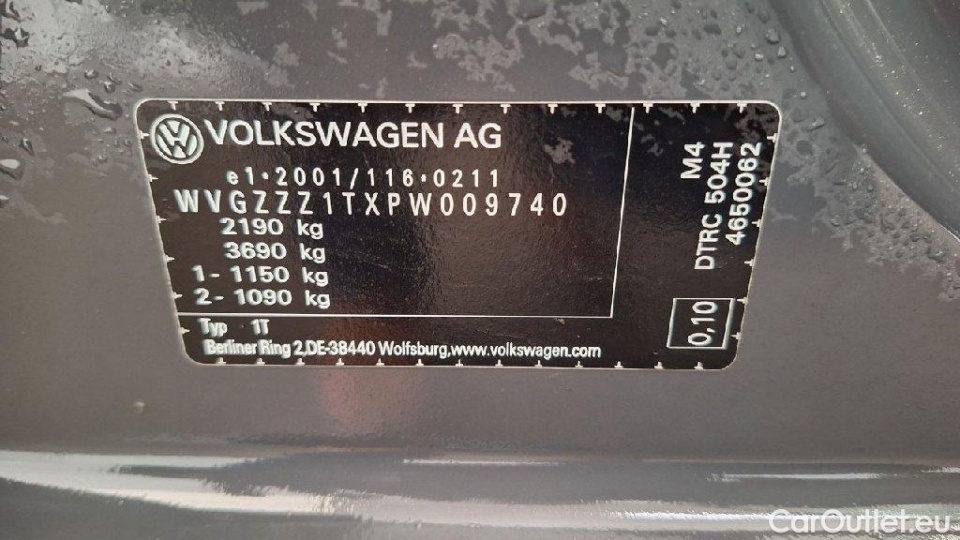 VOLKSWAGEN AG
e1*2001/116*0211
WVGZZZ1TXPW009740
2190 kg
3690 kg
1- 1150 kg
2- 1090 kg
Typ 1T
Berliner Ring 2,DE-38440 Wolfsburg,www.volkswagen.com
M4
DTRC 504H
4650062
0,10
CarOutlet.eu